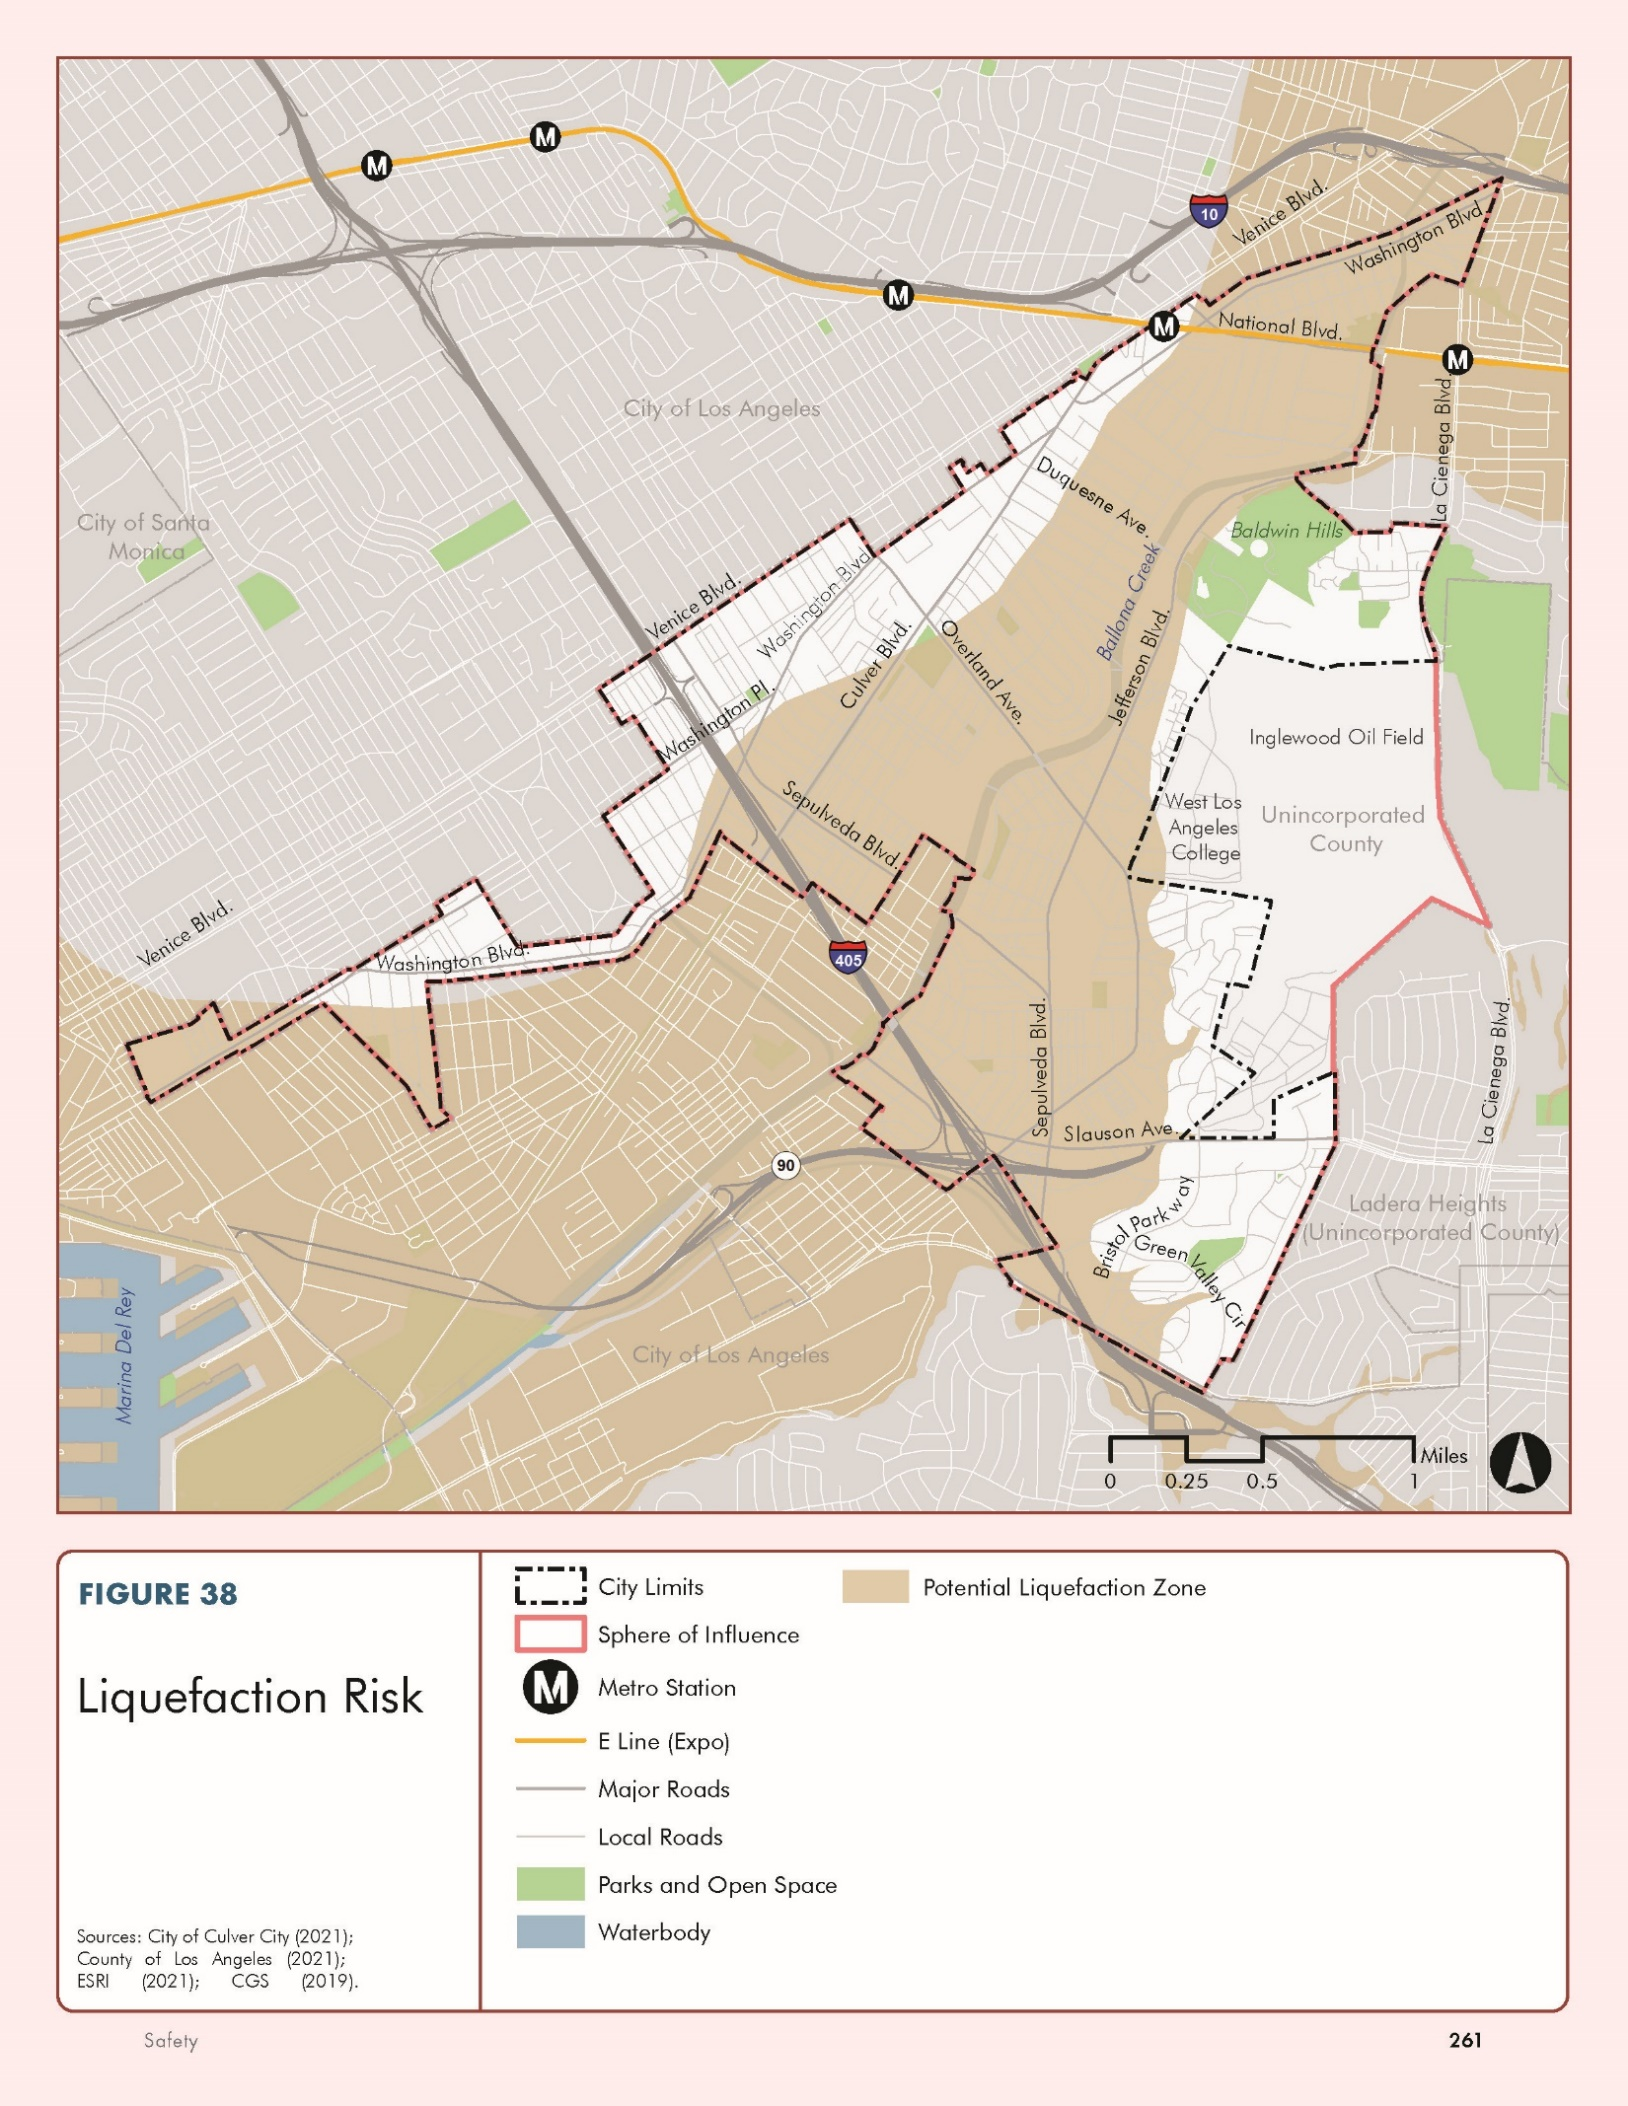 M
M
10
Venice Blvd.
Washington Blvd.
M
M
National Blvd.
M
City of Los Angeles
La Cienega Blvd.
Duquesne Ave.
City of Santa
Monica
Baldwin Hills
Ballona Creek
Venice Blvd.
Washington Blvd.
Culver Blvd.
Overland Ave.
Jefferson Blvd.
Washington Pl.
Inglewood Oil Field
Sepulveda Blvd.
West Los
Angeles
College
Unincorporated
County
Venice Blvd.
Washington Blvd.
405
Sepulveda Blvd.
La Cienega Blvd.
Slauson Ave.
90
Bristol Parkway
Green Valley Cir
Ladera Heights
(Unincorporated County)
Marina Del Rey
City of Los Angeles
Miles
0 0.25 0.5 1
FIGURE 38
Liquefaction Risk
Sources: City of Culver City (2021);
County of Los Angeles (2021);
ESRI (2021); CGS (2019).
City Limits
Sphere of Influence
M Metro Station
E Line (Expo)
Major Roads
Local Roads
Parks and Open Space
Waterbody
Potential Liquefaction Zone
Safety
261